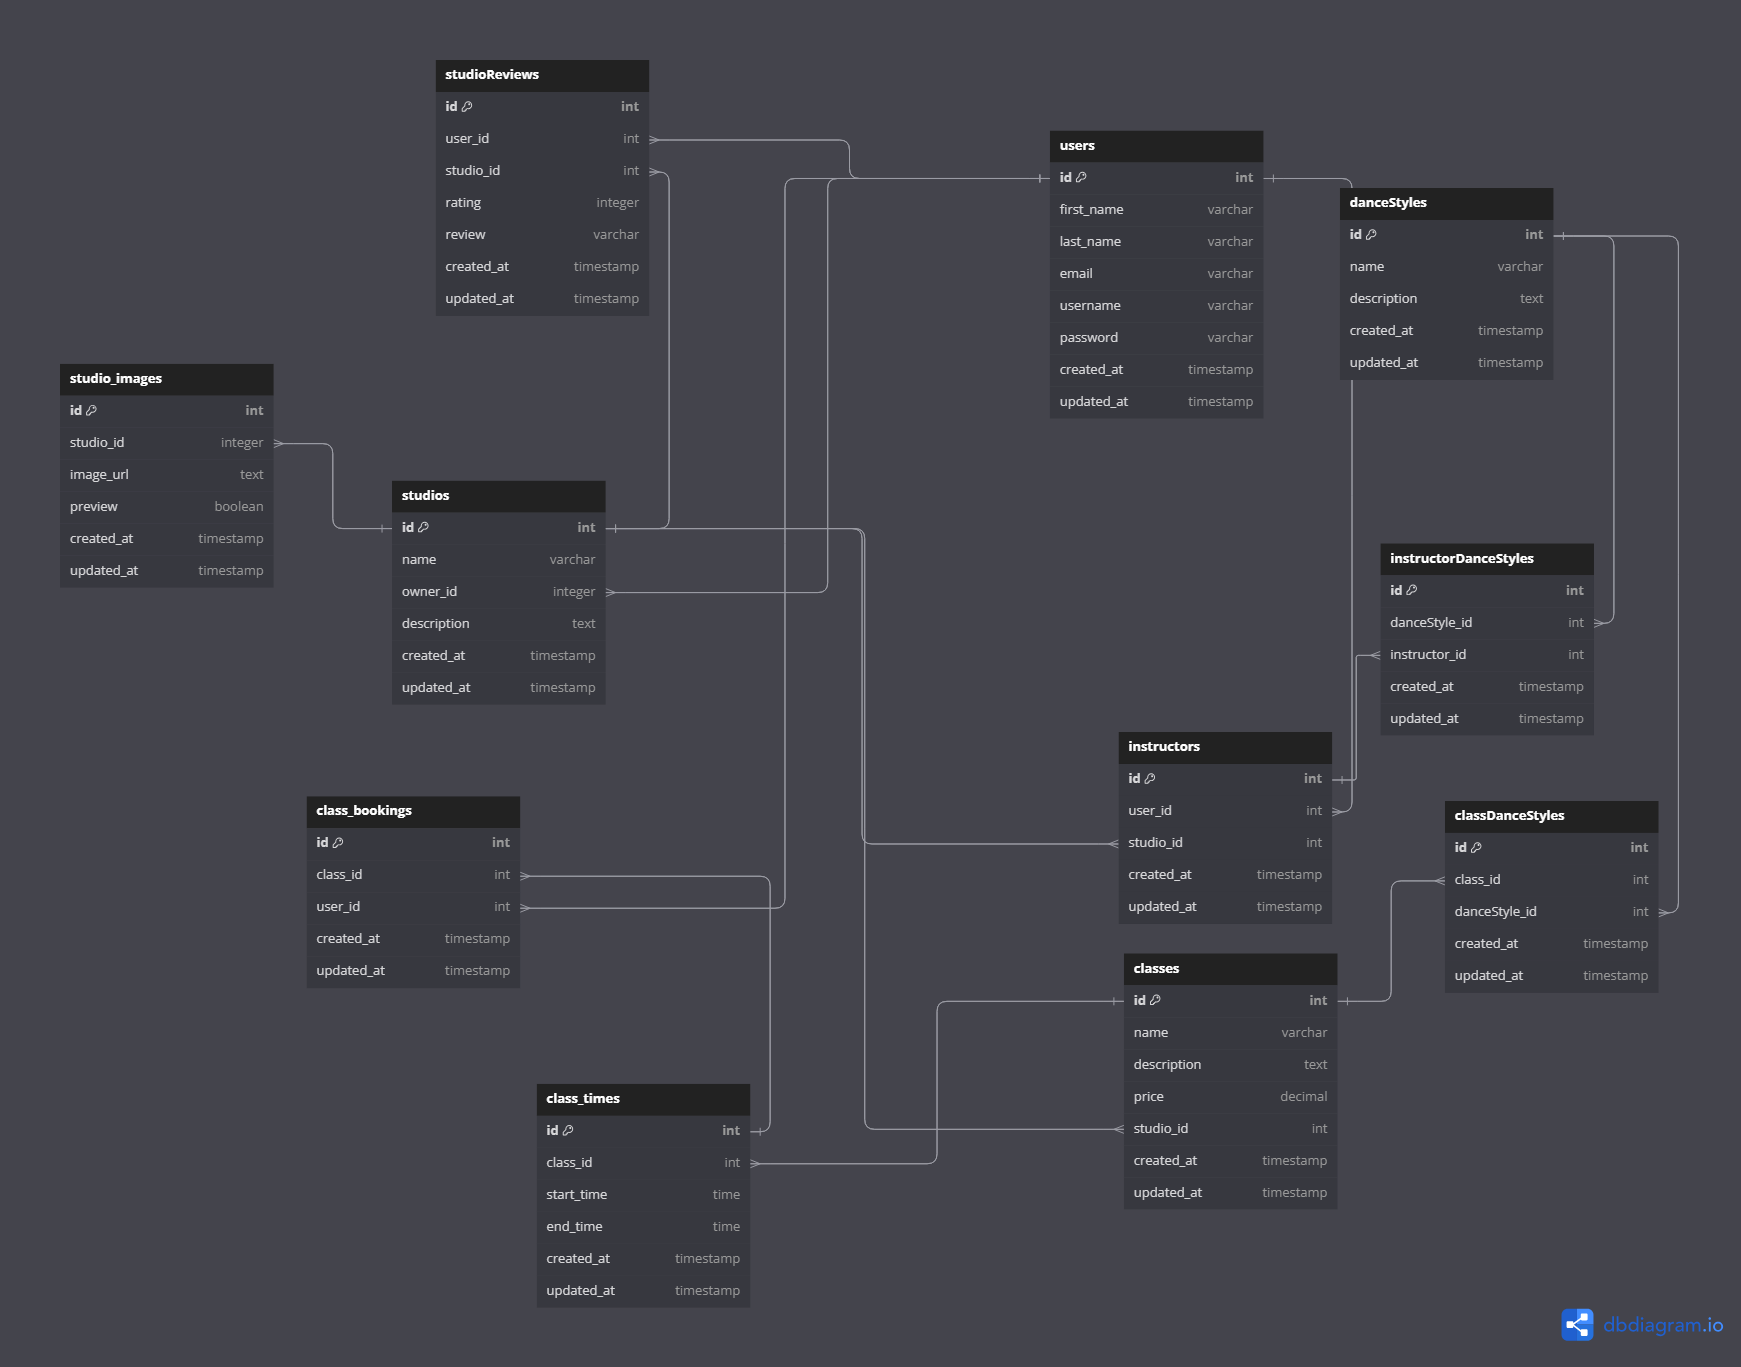 studioReviews
id int
user_id int
studio_id int
rating integer
review varchar
created_at timestamp
updated_at timestamp
users
id int
first_name varchar
last_name varchar
email varchar
username varchar
password varchar
created_at timestamp
updated_at timestamp
danceStyles
id int
name varchar
description text
created_at timestamp
updated_at timestamp
studio_images
id int
studio_id integer
image_url text
preview boolean
created_at timestamp
updated_at timestamp
studios
id int
name varchar
owner_id integer
description text
created_at timestamp
updated_at timestamp
instructorDanceStyles
id int
danceStyle_id int
instructor_id int
created_at timestamp
updated_at timestamp
instructors
id int
user_id int
studio_id int
created_at timestamp
updated_at timestamp
class_bookings
id int
class_id int
user_id int
created_at timestamp
updated_at timestamp
classDanceStyles
id int
class_id int
danceStyle_id int
created_at timestamp
updated_at timestamp
classes
id int
name varchar
description text
price decimal
studio_id int
created_at timestamp
updated_at timestamp
class_times
id int
class_id int
start_time time
end_time time
created_at timestamp
updated_at timestamp
dbdiagram.io